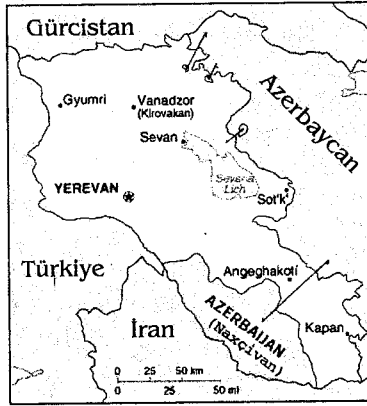 Gürcistan
Azerbaycan
Gyumri
Vanadzor
(Kirovakan)
Sevan
Sevana
Lich
YEREVAN
Sot'k
Türkiye
Angeghakot'
AZERBAIJAN
(Naxçivan)
Kapan
İran
0 25 50 km
0 25 50 mi